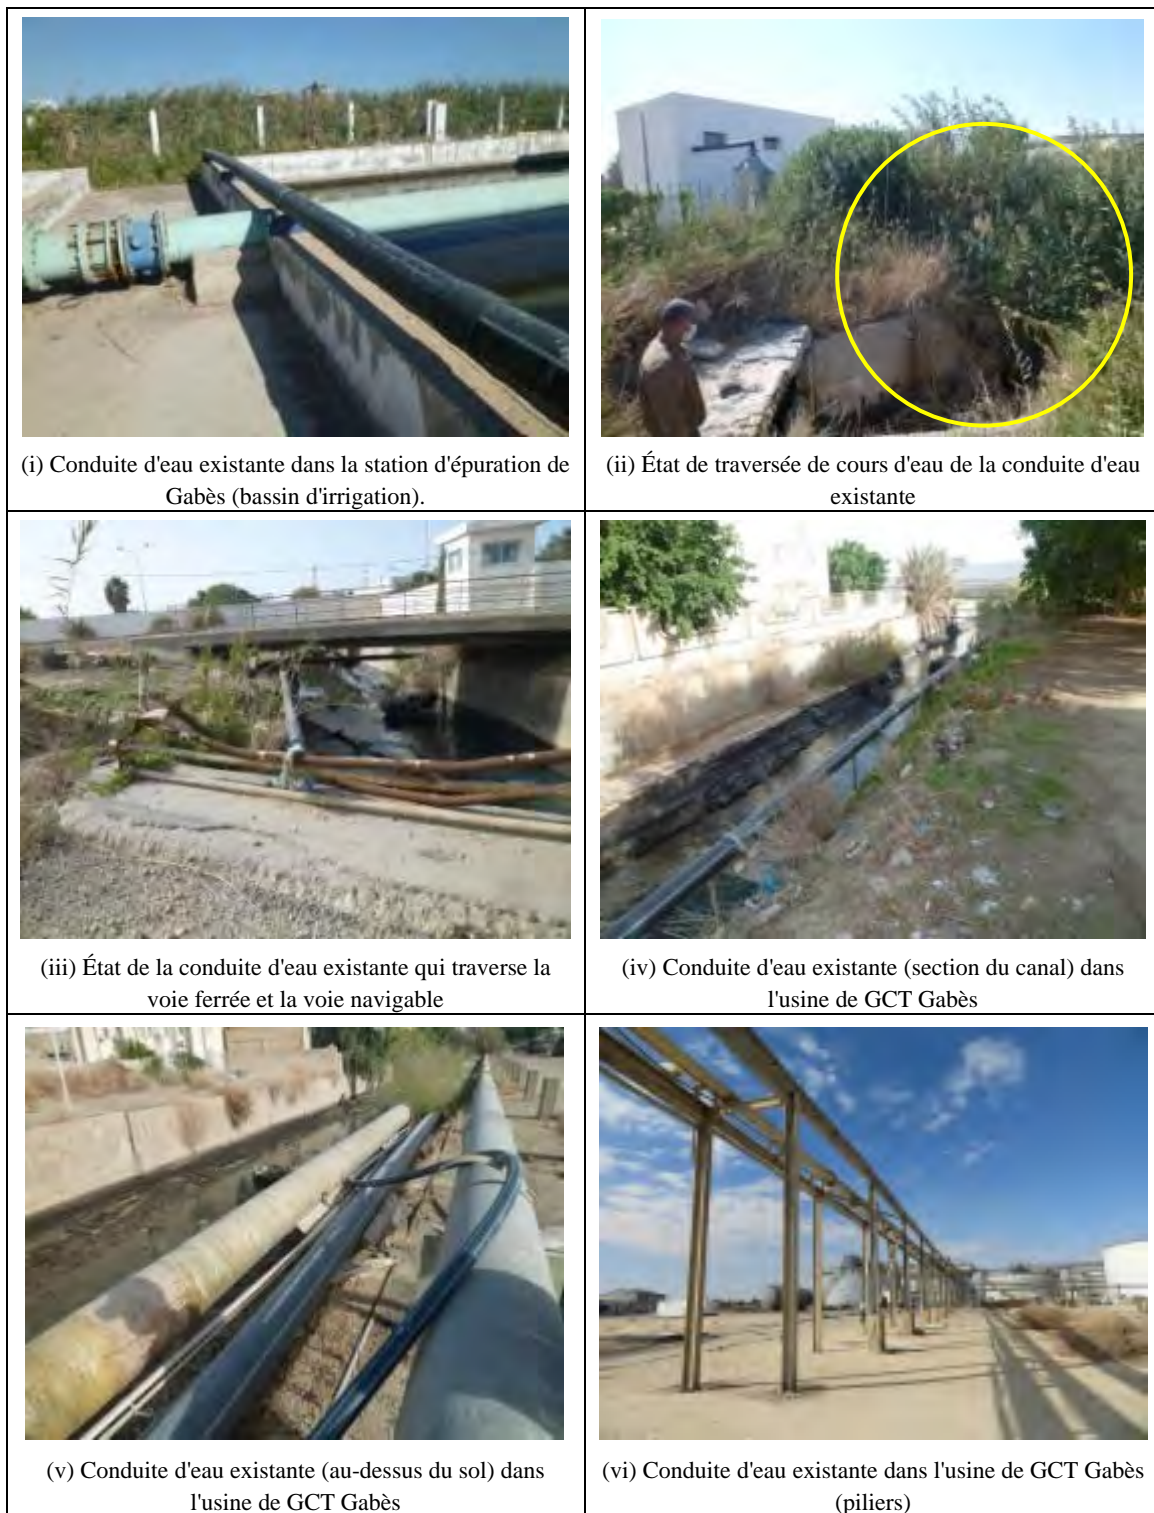 (i) Conduite d'eau existante dans la station d'épuration de
Gabès (bassin d'irrigation).
(ii) État de traversée de cours d'eau de la conduite d'eau
existante
(iii) État de la conduite d'eau existante qui traverse la
voie ferrée et la voie navigable
(iv) Conduite d'eau existante (section du canal) dans
l'usine de GCT Gabès
(v) Conduite d'eau existante (au-dessus du sol) dans
l'usine de GCT Gabès
(vi) Conduite d'eau existante dans l'usine de GCT Gabès
(piliers)